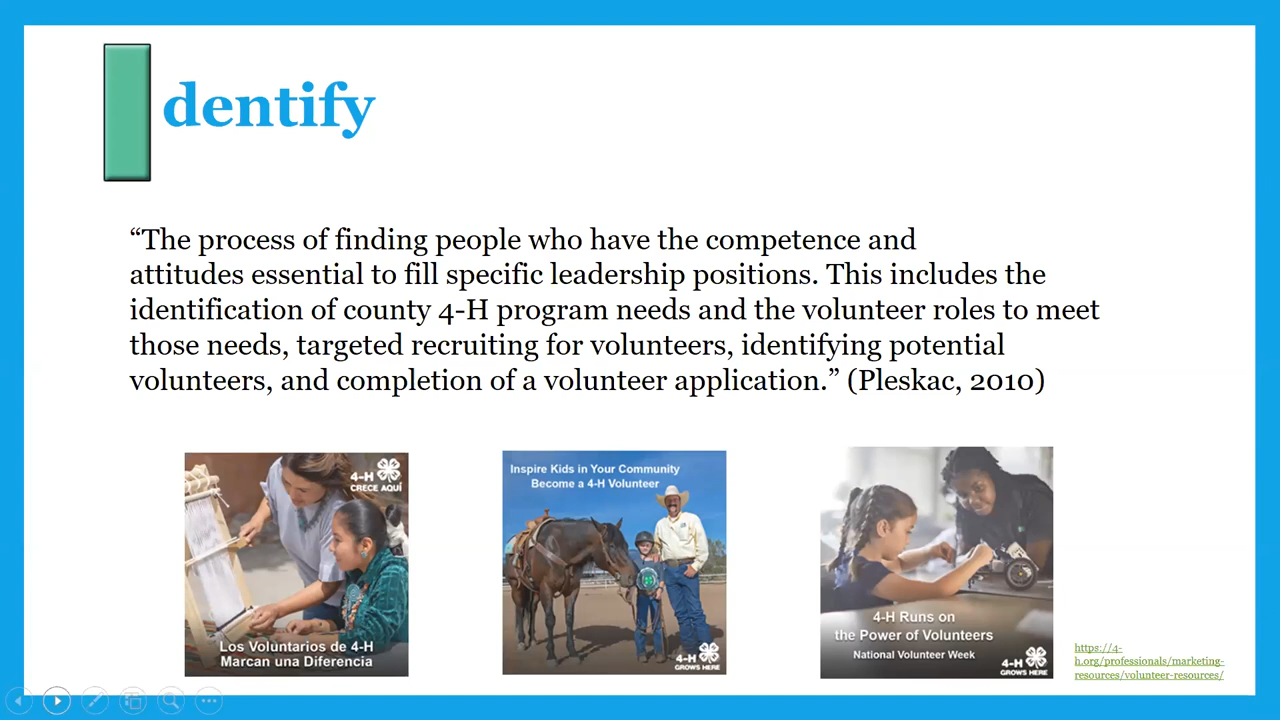 Identify
“The process of finding people who have the competence and
attitudes essential to fill specific leadership positions. This includes the
identification of county 4-H program needs and the volunteer roles to meet
those needs, targeted recruiting for volunteers, identifying potential
volunteers, and completion of a volunteer application.” (Pleskac, 2010)
4-H
CRECE AQUÍ
Los Voluntarios de 4-H
Marcan una Diferencia
Inspire Kids in Your Community
Become a 4-H Volunteer
4-H
GROWS HERE
4-H Runs on
the Power of Volunteers
National Volunteer Week
4-H
GROWS HERE
https://4-
h.org/professionals/marketing-
resources/volunteer-resources/